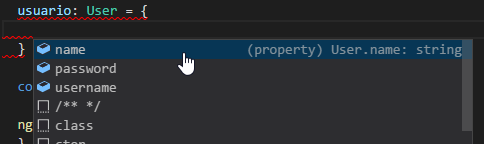 usuario: User = {
name (property) User.name: string
} password
username
co /** */
class
ng